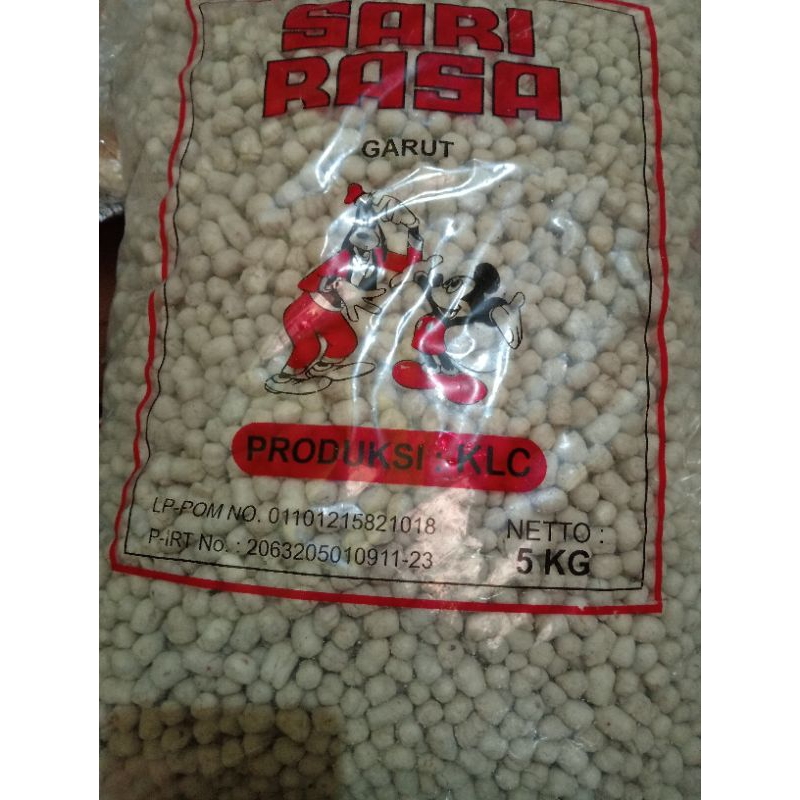 SARI
RASA
GARUT
PRODUKSI : KLC
LP-POM NO. 01101215821018
P-IRT No. : 2063205010911-23
NETTO :
5 KG